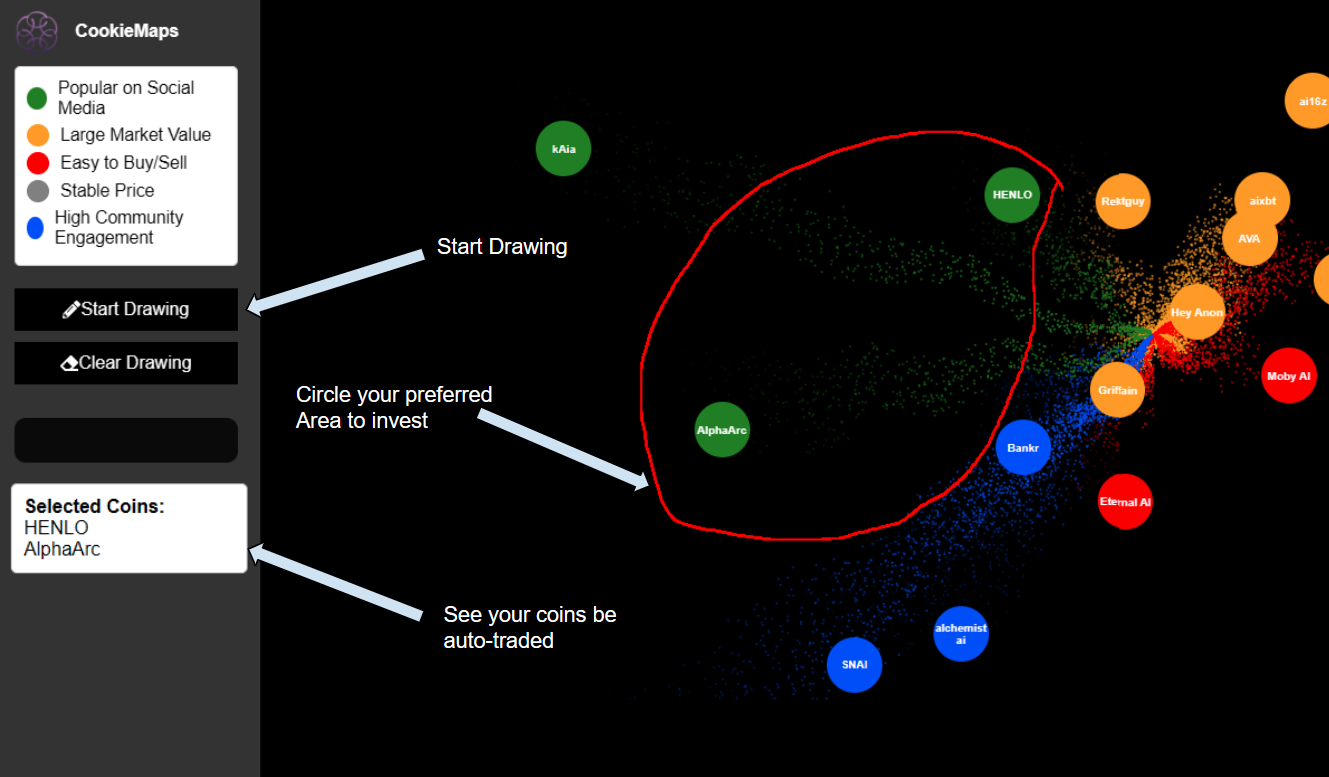 CookieMaps
Popular on Social
Media
Large Market Value
Easy to Buy/Sell
Stable Price
High Community
Engagement
Start Drawing
Clear Drawing
Selected Coins:
HENLO
AlphaArc
Start Drawing
Circle your preferred
Area to invest
See your coins be
auto-traded
kAia
HENLO
AlphaArc
Rektguy
ai16z
aixbt
AVA
Hey Anon
Griffain
Moby AI
Bankr
Eternal AI
alchemist
ai
SNAI